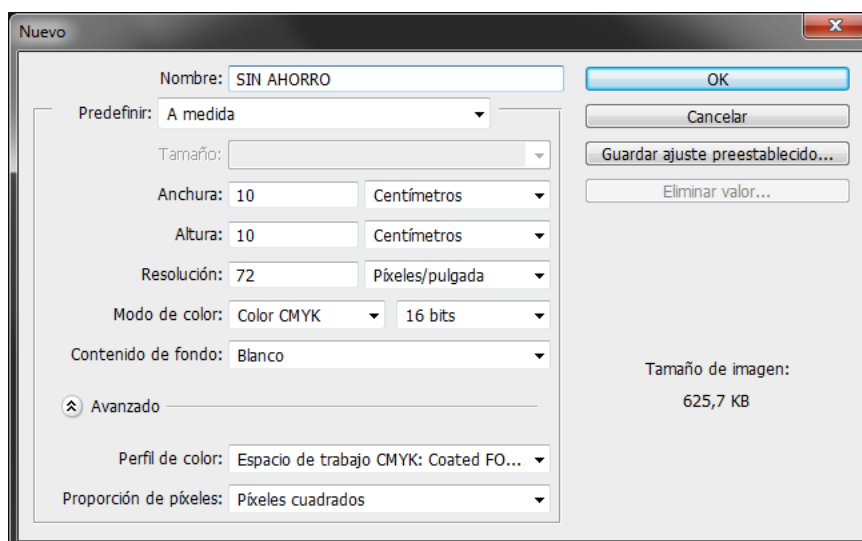 Nuevo
Nombre: SIN AHORRO
OK
Predefinir: A medida
Cancelar
Tamaño:
Guardar ajuste preestablecido...
Anchura: 10 Centímetros
Eliminar valor...
Altura: 10 Centímetros
Resolución: 72 Píxeles/pulgada
Modo de color: Color CMYK 16 bits
Contenido de fondo: Blanco
Tamaño de imagen:
625,7 KB
Avanzado
Perfil de color: Espacio de trabajo CMYK: Coated FO...
Proporción de píxeles: Píxeles cuadrados